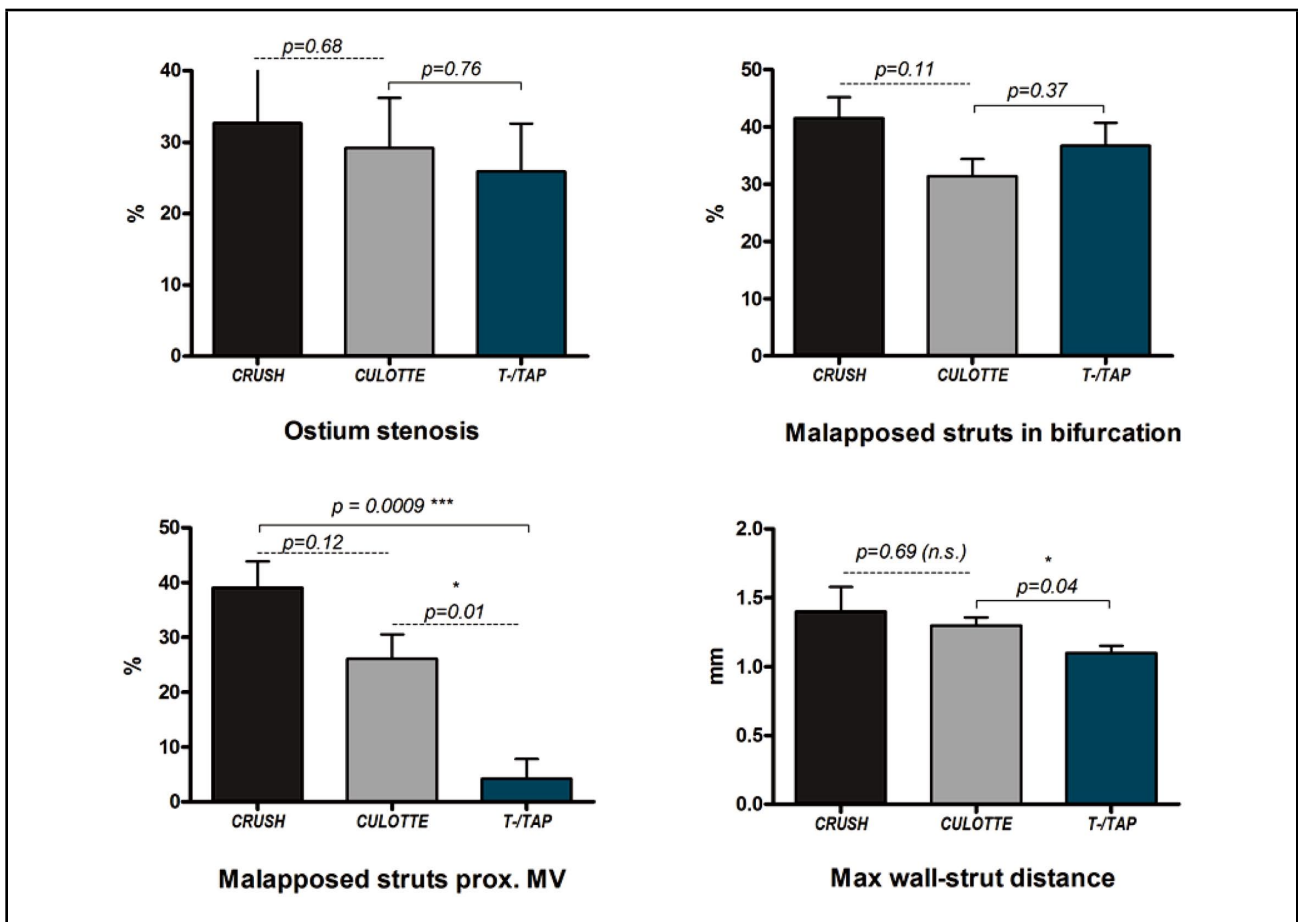 p=0.68
p=0.76
40
30
20
10
0
%
CRUSH CULOTTE T-/TAP
Ostium stenosis
p=0.11
p=0.37
50
40
30
20
10
0
%
CRUSH CULOTTE T-/TAP
Malapposed struts in bifurcation
p = 0.0009 ***
p=0.12
*
p=0.01
50
40
30
20
10
0
%
CRUSH CULOTTE T-/TAP
Malapposed struts prox. MV
p=0.69 (n.s.)
*
p=0.04
2.0
1.5
1.0
0.5
0.0
mm
CRUSH CULOTTE T-/TAP
Max wall-strut distance